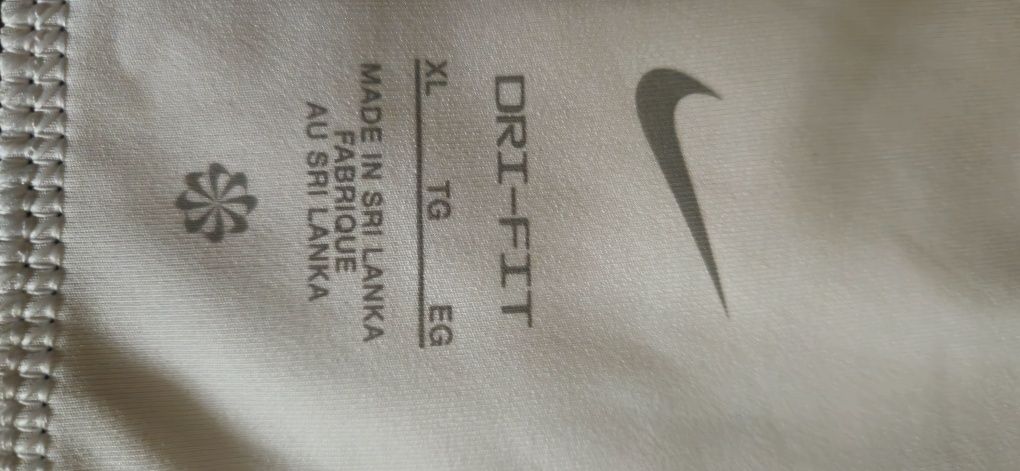 DRI-FIT
XL TG EG
MADE IN SRI LANKA
FABRIQUE
AU SRI LANKA